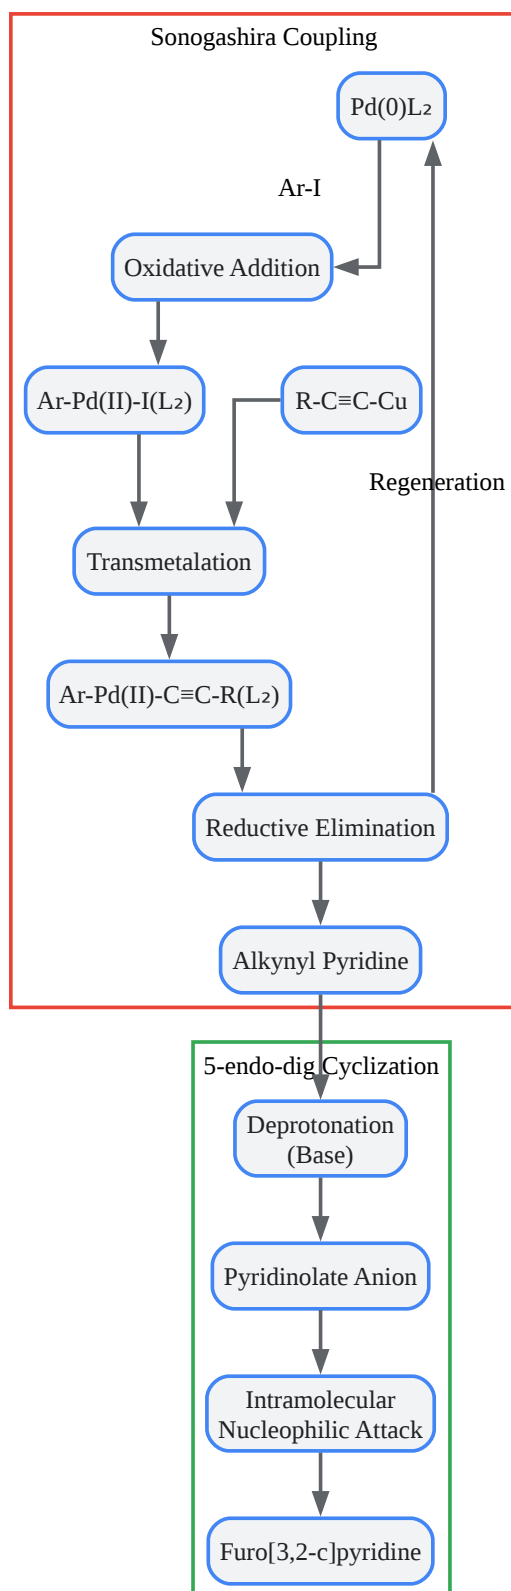 Sonogashira Coupling
Pd(0)L₂
Ar-I
Oxidative Addition
Ar-Pd(II)-I(L₂)
R-C≡C-Cu
Regeneration
Transmetalation
Ar-Pd(II)-C≡C-R(L₂)
Reductive Elimination
Alkynyl Pyridine
5-endo-dig Cyclization
Deprotonation
(Base)
Pyridinolate Anion
Intramolecular
Nucleophilic Attack
Furo[3,2-c]pyridine